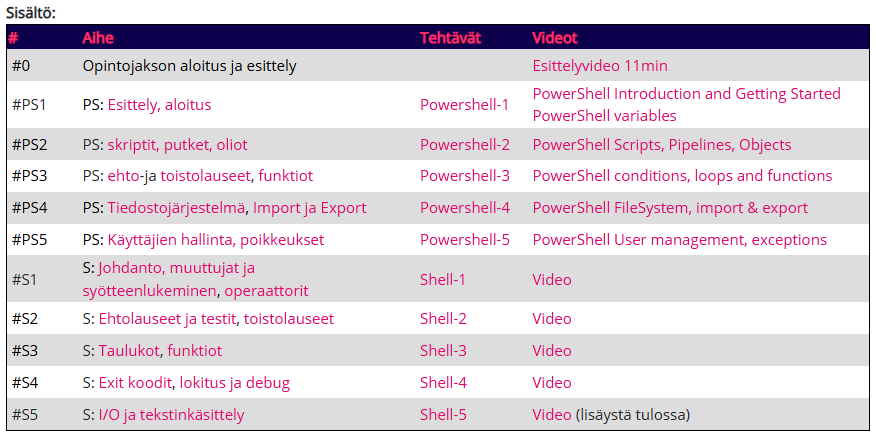 Sisältö:
# Aihe Tehtävät Videot
#0 Opintojakson aloitus ja esittely Esittelyvideo 11min
#PS1 PS: Esittely, aloitus Powershell-1 PowerShell Introduction and Getting Started
PowerShell variables
#PS2 PS: skriptit, putket, oliot Powershell-2 PowerShell Scripts, Pipelines, Objects
#PS3 PS: ehto-ja toistolauseet, funktiot Powershell-3 PowerShell conditions, loops and functions
#PS4 PS: Tiedostojärjestelmä, Import ja Export Powershell-4 PowerShell FileSystem, import & export
#PS5 PS: Käyttäjien hallinta, poikkeukset Powershell-5 PowerShell User management, exceptions
#S1 S: Johdanto, muuttujat ja
syötteenlukeminen, operaattorit Shell-1 Video
#S2 S: Ehtolauseet ja testit, toistolauseet Shell-2 Video
#S3 S: Taulukot, funktiot Shell-3 Video
#S4 S: Exit koodit, lokitus ja debug Shell-4 Video
#S5 S: I/O ja tekstinkäsittely Shell-5 Video (lisäystä tulossa)